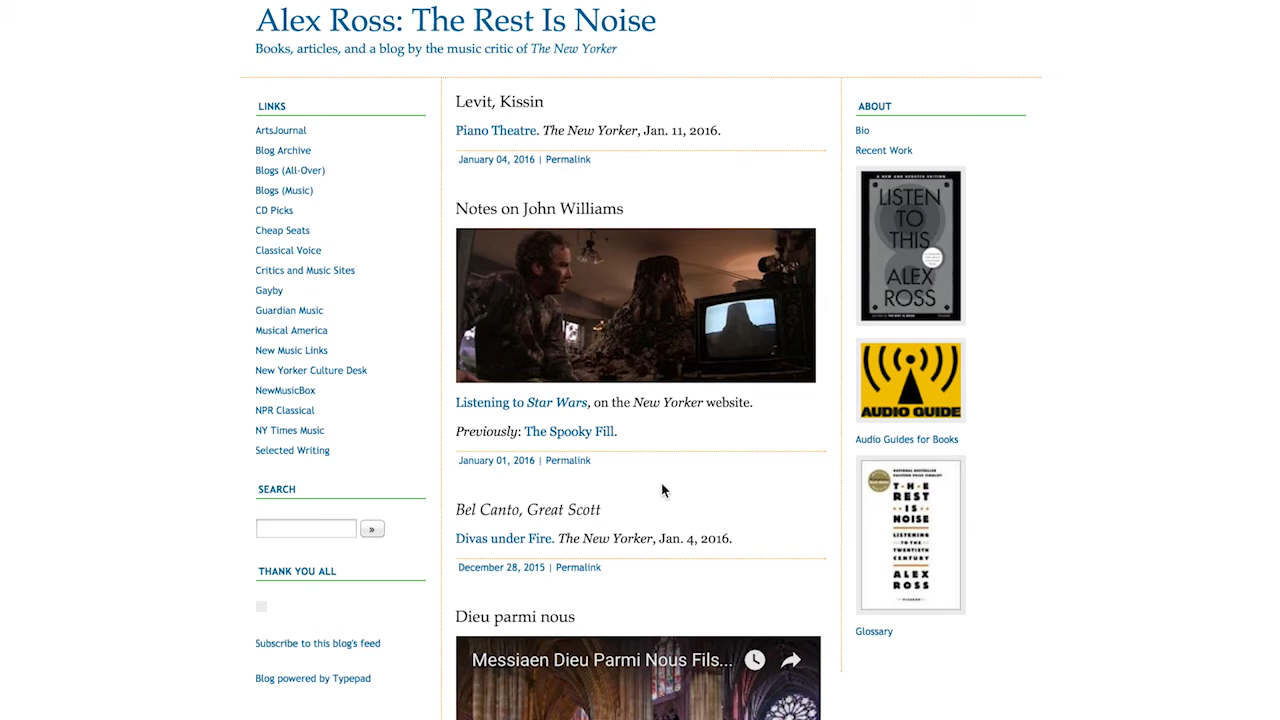 Alex Ross: The Rest Is Noise
Books, articles, and a blog by the music critic of The New Yorker
LINKS
ArtsJournal
Blog Archive
Blogs (All-Over)
Blogs (Music)
CD Picks
Cheap Seats
Classical Voice
Critics and Music Sites
Gayby
Guardian Music
Musical America
New Music Links
New Yorker Culture Desk
NewMusicBox
NPR Classical
NY Times Music
Selected Writing
SEARCH
»
THANK YOU ALL
Subscribe to this blog's feed
Blog powered by Typepad
Levit, Kissin
Piano Theatre. The New Yorker, Jan. 11, 2016.
January 04, 2016 | Permalink
Notes on John Williams
Listening to Star Wars, on the New Yorker website.
Previously: The Spooky Fill.
January 01, 2016 | Permalink
Bel Canto, Great Scott
Divas under Fire. The New Yorker, Jan. 4, 2016.
December 28, 2015 | Permalink
Dieu parmi nous
Messiaen Dieu Parmi Nous Fils...
ABOUT
Bio
Recent Work
LISTEN
TO
THIS
ALEX
ROSS
AUDIO GUIDE
Audio Guides for Books
THE
REST
IS
NOISE
LISTENING
TO THE
TWENTIETH
CENTURY
ALEX
ROSS
PICADOR
Glossary